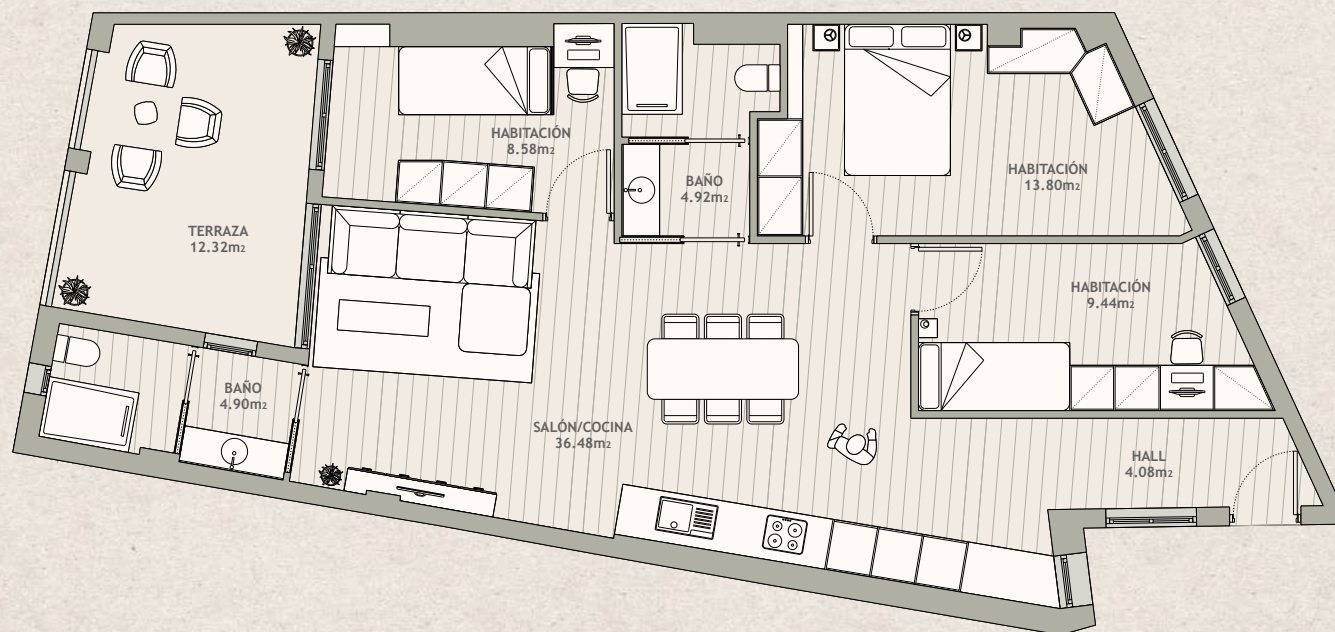 HABITACIÓN
8.58m2
BAÑO
4.92m2
HABITACIÓN
13.80m2
TERRAZA
12.32m2
HABITACIÓN
9.44m2
BAÑO
4.90m2
SALÓN/COCINA
36.48m2
HALL
4.08m2